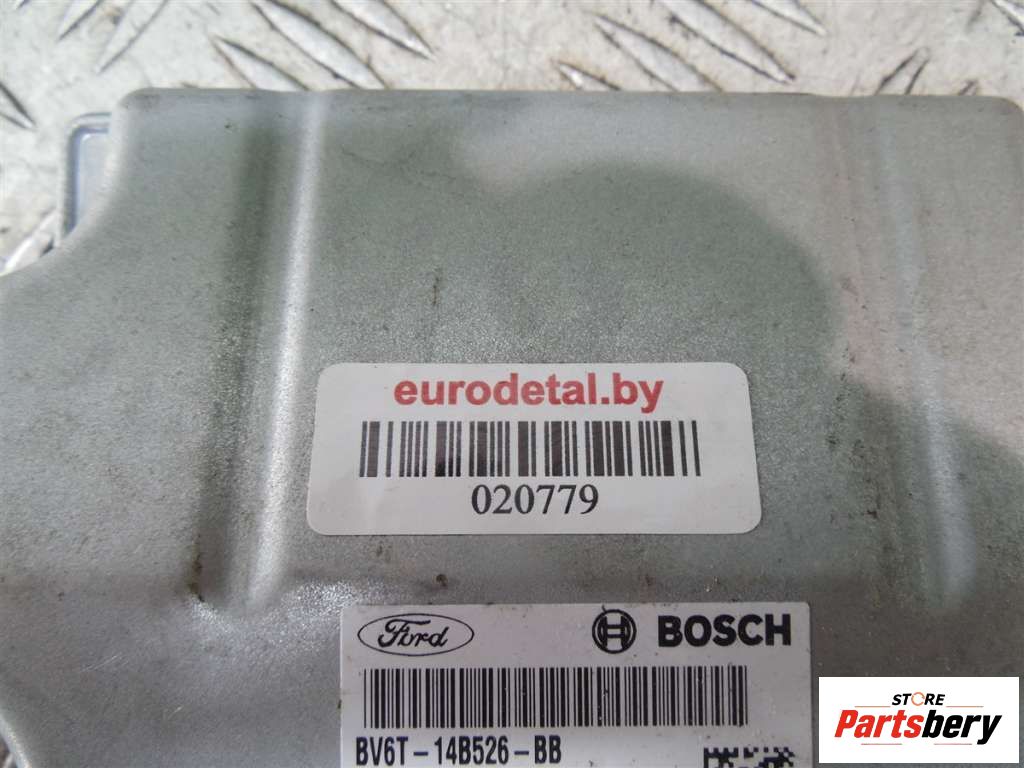 eurodetal.by
020779
Ford BOSCH
BV6T-14B526-BB
STORE
Partsbery